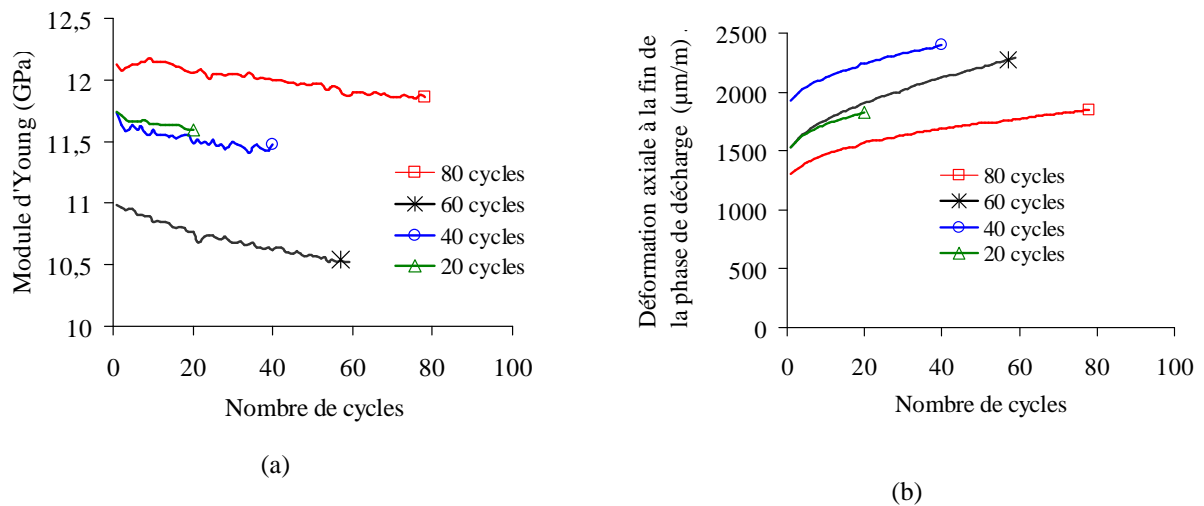 12,5
12
11,5
11
10,5
10
Module d'Young (GPa)
80 cycles
60 cycles
40 cycles
20 cycles
0 20 40 60 80 100
Nombre de cycles
(a)
2500
2000
1500
1000
500
0
Déformation axiale à la fin de
la phase de décharge (µm/m).
80 cycles
60 cycles
40 cycles
20 cycles
0 20 40 60 80 100
Nombre de cycles
(b)